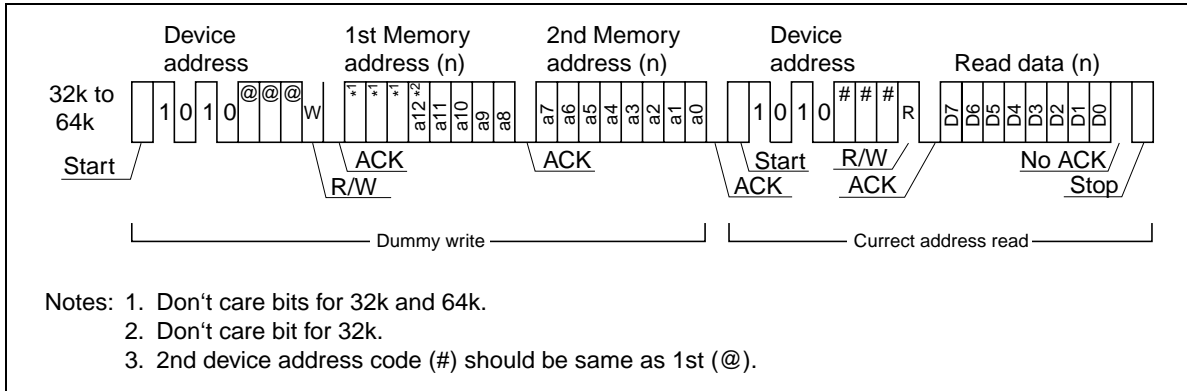 Device address
1st Memory address (n)
2nd Memory address (n)
Device address
Read data (n)
32k to 64k
1 0 1 0 @ @ @ W
*1 *1 *1 a12*2 a11 a10 a9 a8
a7 a6 a5 a4 a3 a2 a1 a0
1 0 1 0 # # # R
D7 D6 D5 D4 D3 D2 D1 D0
Start
R/W
ACK
ACK
ACK
Start
R/W
ACK
No ACK
Stop
Dummy write
Currect address read
Notes: 1. Don't care bits for 32k and 64k.
2. Don't care bit for 32k.
3. 2nd device address code (#) should be same as 1st (@).